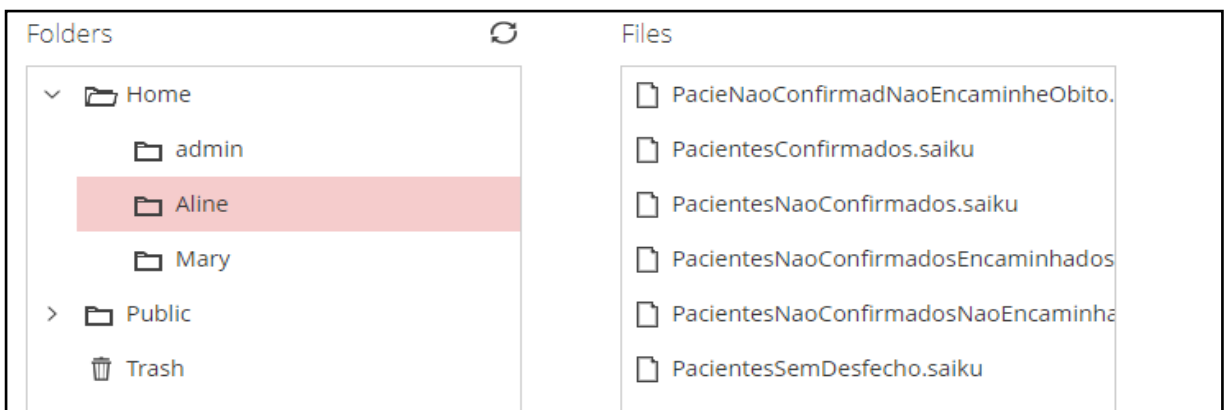 Folders
Home
admin
Aline
Mary
Public
Trash
Files
PacieNaoConfirmadNaoEncaminheObito.
PacientesConfirmados.saiku
PacientesNaoConfirmados.saiku
PacientesNaoConfirmadosEncaminhados
PacientesNaoConfirmadosNaoEncaminha
PacientesSemDesfecho.saiku